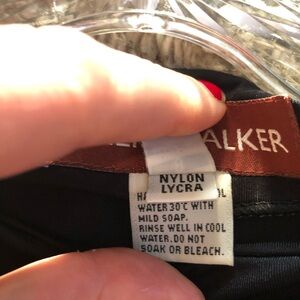 ALKER
NYLON
LYCRA
WATER 30°C WITH
MILD SOAP.
RINSE WELL IN COOL
WATER. DO NOT
SOAK OR BLEACH.